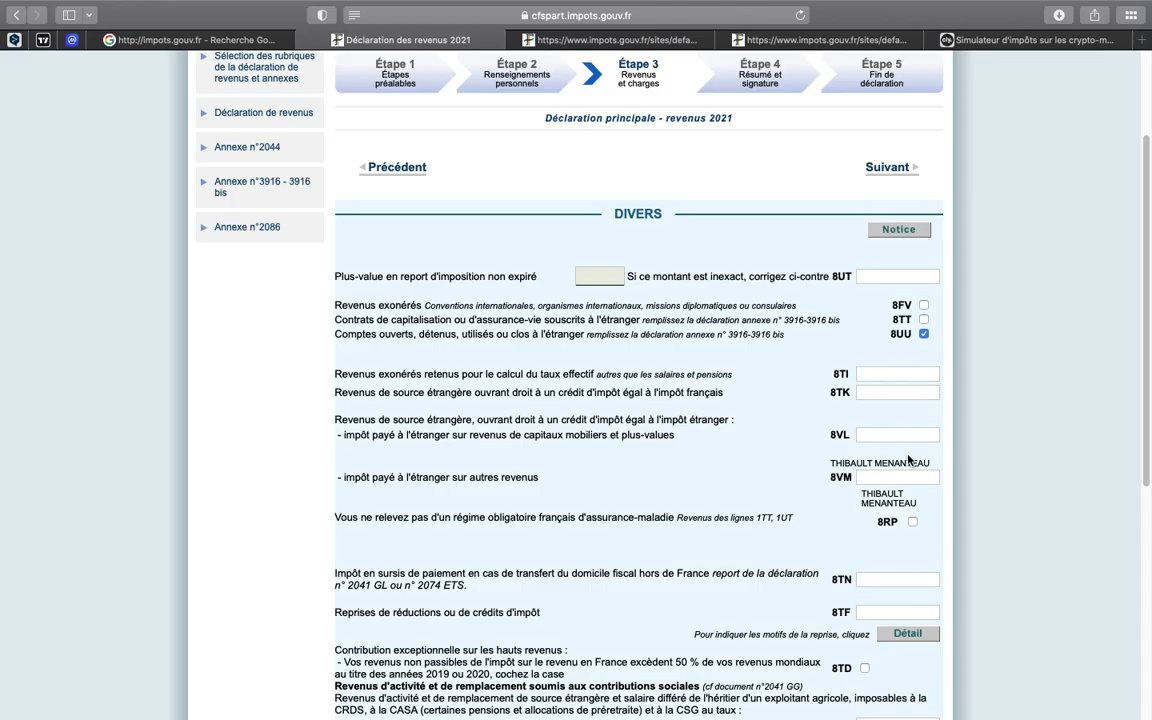 cfspart.impots.gouv.fr
http://impots.gouv.fr - Recherche Go...
Déclaration des revenus 2021
https://www.impots.gouv.fr/sites/defa...
https://www.impots.gouv.fr/sites/defa...
Simulateur d'impôts sur les crypto-m...
Sélection des rubriques
de la déclaration de
revenus et annexes
Déclaration de revenus
Annexe n°2044
Annexe n°3916 - 3916
bis
Annexe n°2086
Étape 1
Étapes
préalables
Étape 2
Renseignements
personnels
Étape 3
Revenus
et charges
Étape 4
Résumé et
signature
Étape 5
Fin de
déclaration
Déclaration principale - revenus 2021
Précédent
Suivant
DIVERS
Notice
Plus-value en report d'imposition non expiré Si ce montant est inexact, corrigez ci-contre 8UT
Revenus exonérés Conventions internationales, organismes internationaux, missions diplomatiques ou consulaires 8FV
Contrats de capitalisation ou d'assurance-vie souscrits à l'étranger remplissez la déclaration annexe n° 3916-3916 bis 8TT
Comptes ouverts, détenus, utilisés ou clos à l'étranger remplissez la déclaration annexe n° 3916-3916 bis 8UU
Revenus exonérés retenus pour le calcul du taux effectif autres que les salaires et pensions 8TI
Revenus de source étrangère ouvrant droit à un crédit d'impôt égal à l'impôt français 8TK
Revenus de source étrangère, ouvrant droit à un crédit d'impôt égal à l'impôt étranger :
- impôt payé à l'étranger sur revenus de capitaux mobiliers et plus-values 8VL
THIBAULT MENANTEAU
- impôt payé à l'étranger sur autres revenus 8VM
THIBAULT
MENANTEAU
Vous ne relevez pas d'un régime obligatoire français d'assurance-maladie Revenus des lignes 1TT, 1UT 8RP
Impôt en sursis de paiement en cas de transfert du domicile fiscal hors de France report de la déclaration
n° 2041 GL ou n° 2074 ETS. 8TN
Reprises de réductions ou de crédits d'impôt 8TF
Pour indiquer les motifs de la reprise, cliquez Détail
Contribution exceptionnelle sur les hauts revenus :
- Vos revenus non passibles de l'impôt sur le revenu en France excèdent 50 % de vos revenus mondiaux
au titre des années 2019 ou 2020, cochez la case 8TD
Revenus d'activité et de remplacement soumis aux contributions sociales (cf document n°2041 GG)
Revenus d'activité et de remplacement de source étrangère et salaire différé de l'héritier d'un exploitant agricole, imposables à la
CRDS, à la CASA (certaines pensions et allocations de préretraite) et à la CSG au taux :